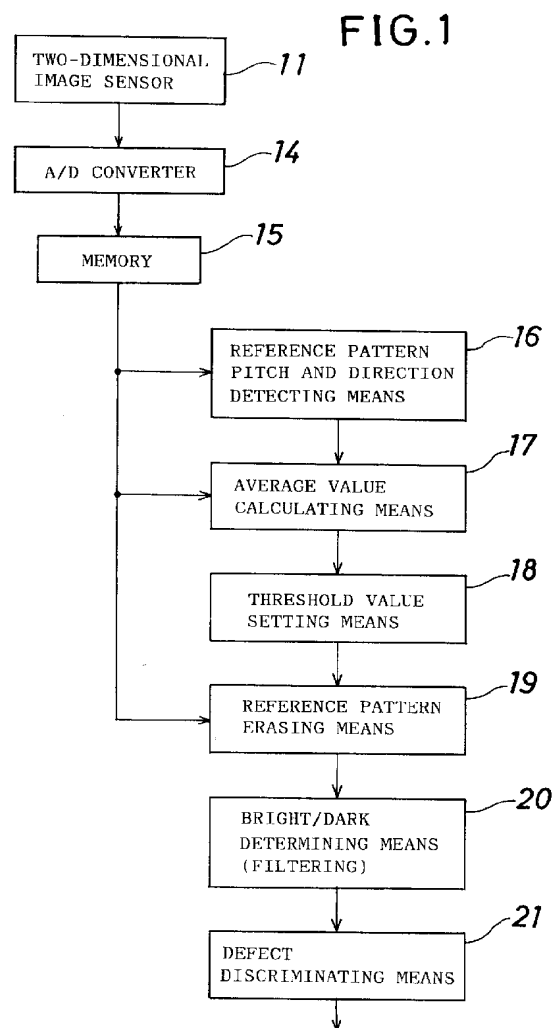 FIG.1
TWO-DIMENSIONAL
IMAGE SENSOR
11
A/D CONVERTER
14
MEMORY
15
REFERENCE PATTERN
PITCH AND DIRECTION
DETECTING MEANS
16
AVERAGE VALUE
CALCULATING MEANS
17
THRESHOLD VALUE
SETTING MEANS
18
REFERENCE PATTERN
ERASING MEANS
19
BRIGHT/DARK
DETERMINING MEANS
(FILTERING)
20
DEFECT
DISCRIMINATING MEANS
21